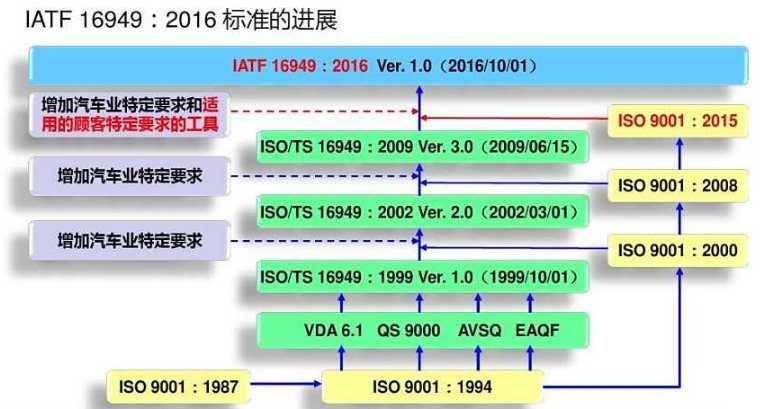 IATF 16949：2016 标准的进展
IATF 16949：2016 Ver. 1.0（2016/10/01）
增加汽车业特定要求和适
用的顾客特定要求的工具
ISO 9001：2015
ISO/TS 16949：2009 Ver. 3.0（2009/06/15）
增加汽车业特定要求
ISO 9001：2008
ISO/TS 16949：2002 Ver. 2.0（2002/03/01）
增加汽车业特定要求
ISO 9001：2000
ISO/TS 16949：1999 Ver. 1.0（1999/10/01）
VDA 6.1 QS 9000 AVSQ EAQF
ISO 9001：1987
ISO 9001：1994